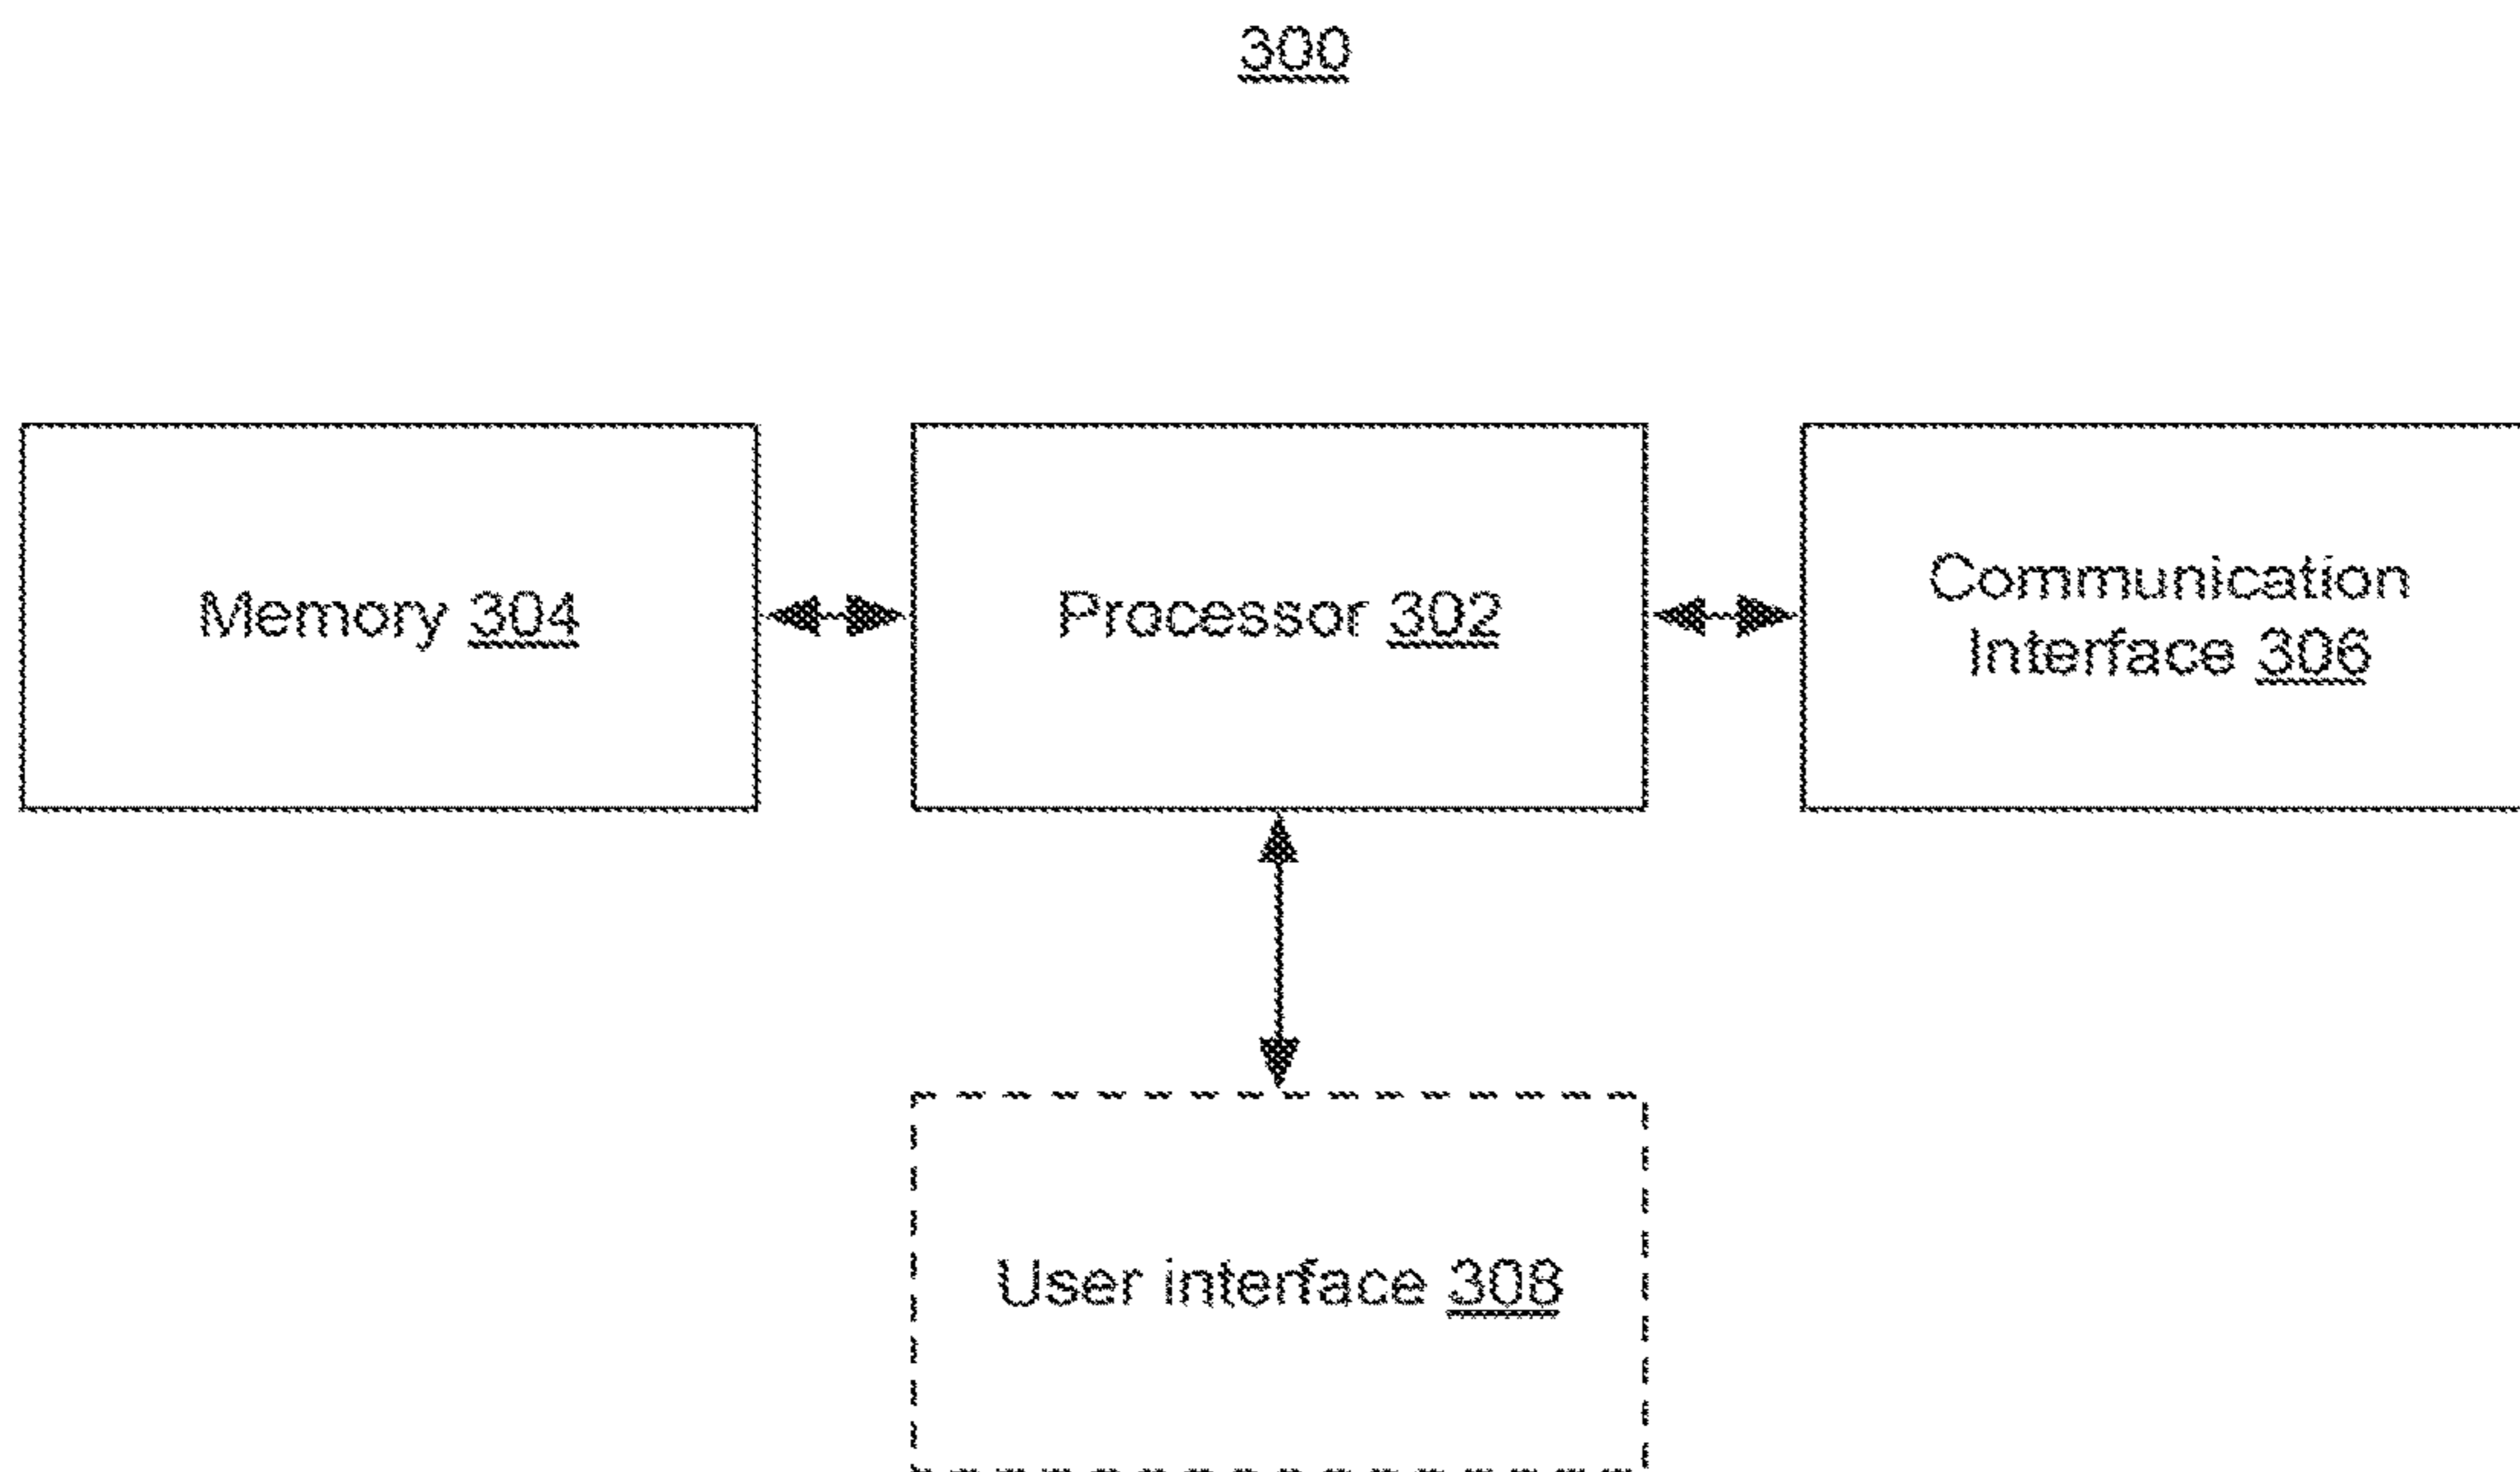 300
Memory 304
Processor 302
Communication
Interface 306
User interface 308